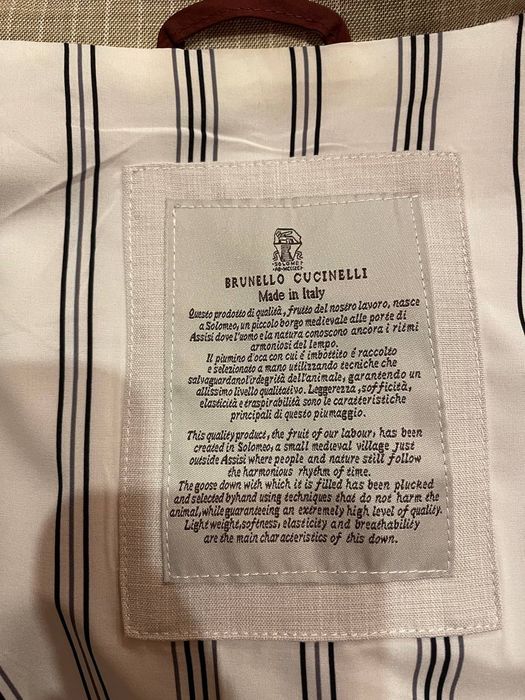 SOLOMEO
BRUNELLO CUCINELLI
Made in Italy
Questo prodotto di qualità, frutto del nostro lavoro, nasce
a Solomeo, un piccolo borgo medievale alle porte di
Assisi dove l'uomo e la natura conoscono ancora i ritmi
armoniosi del tempo.
Il piumino d'oca con cui é imbottito é raccolto
e selezionato a mano utilizzando tecniche che
salvaguardano l'integrità dell'animale, garantendo un
altissimo livello qualitativo. Leggerezza, sofficità,
elasticità e traspirabilità sono le caratteristiche
principali di questo piumaggio.
This quality product, the fruit of our labour, has been
created in Solomeo, a small medieval village just
outside Assisi where people and nature still follow
the harmonious rhythm of time.
The goose down with which it is filled has been plucked
and selected by hand using techniques that do not harm the
animal, while guaranteeing an extremely high level of quality.
Light weight, softness, elasticity and breathability
are the main characteristics of this down.